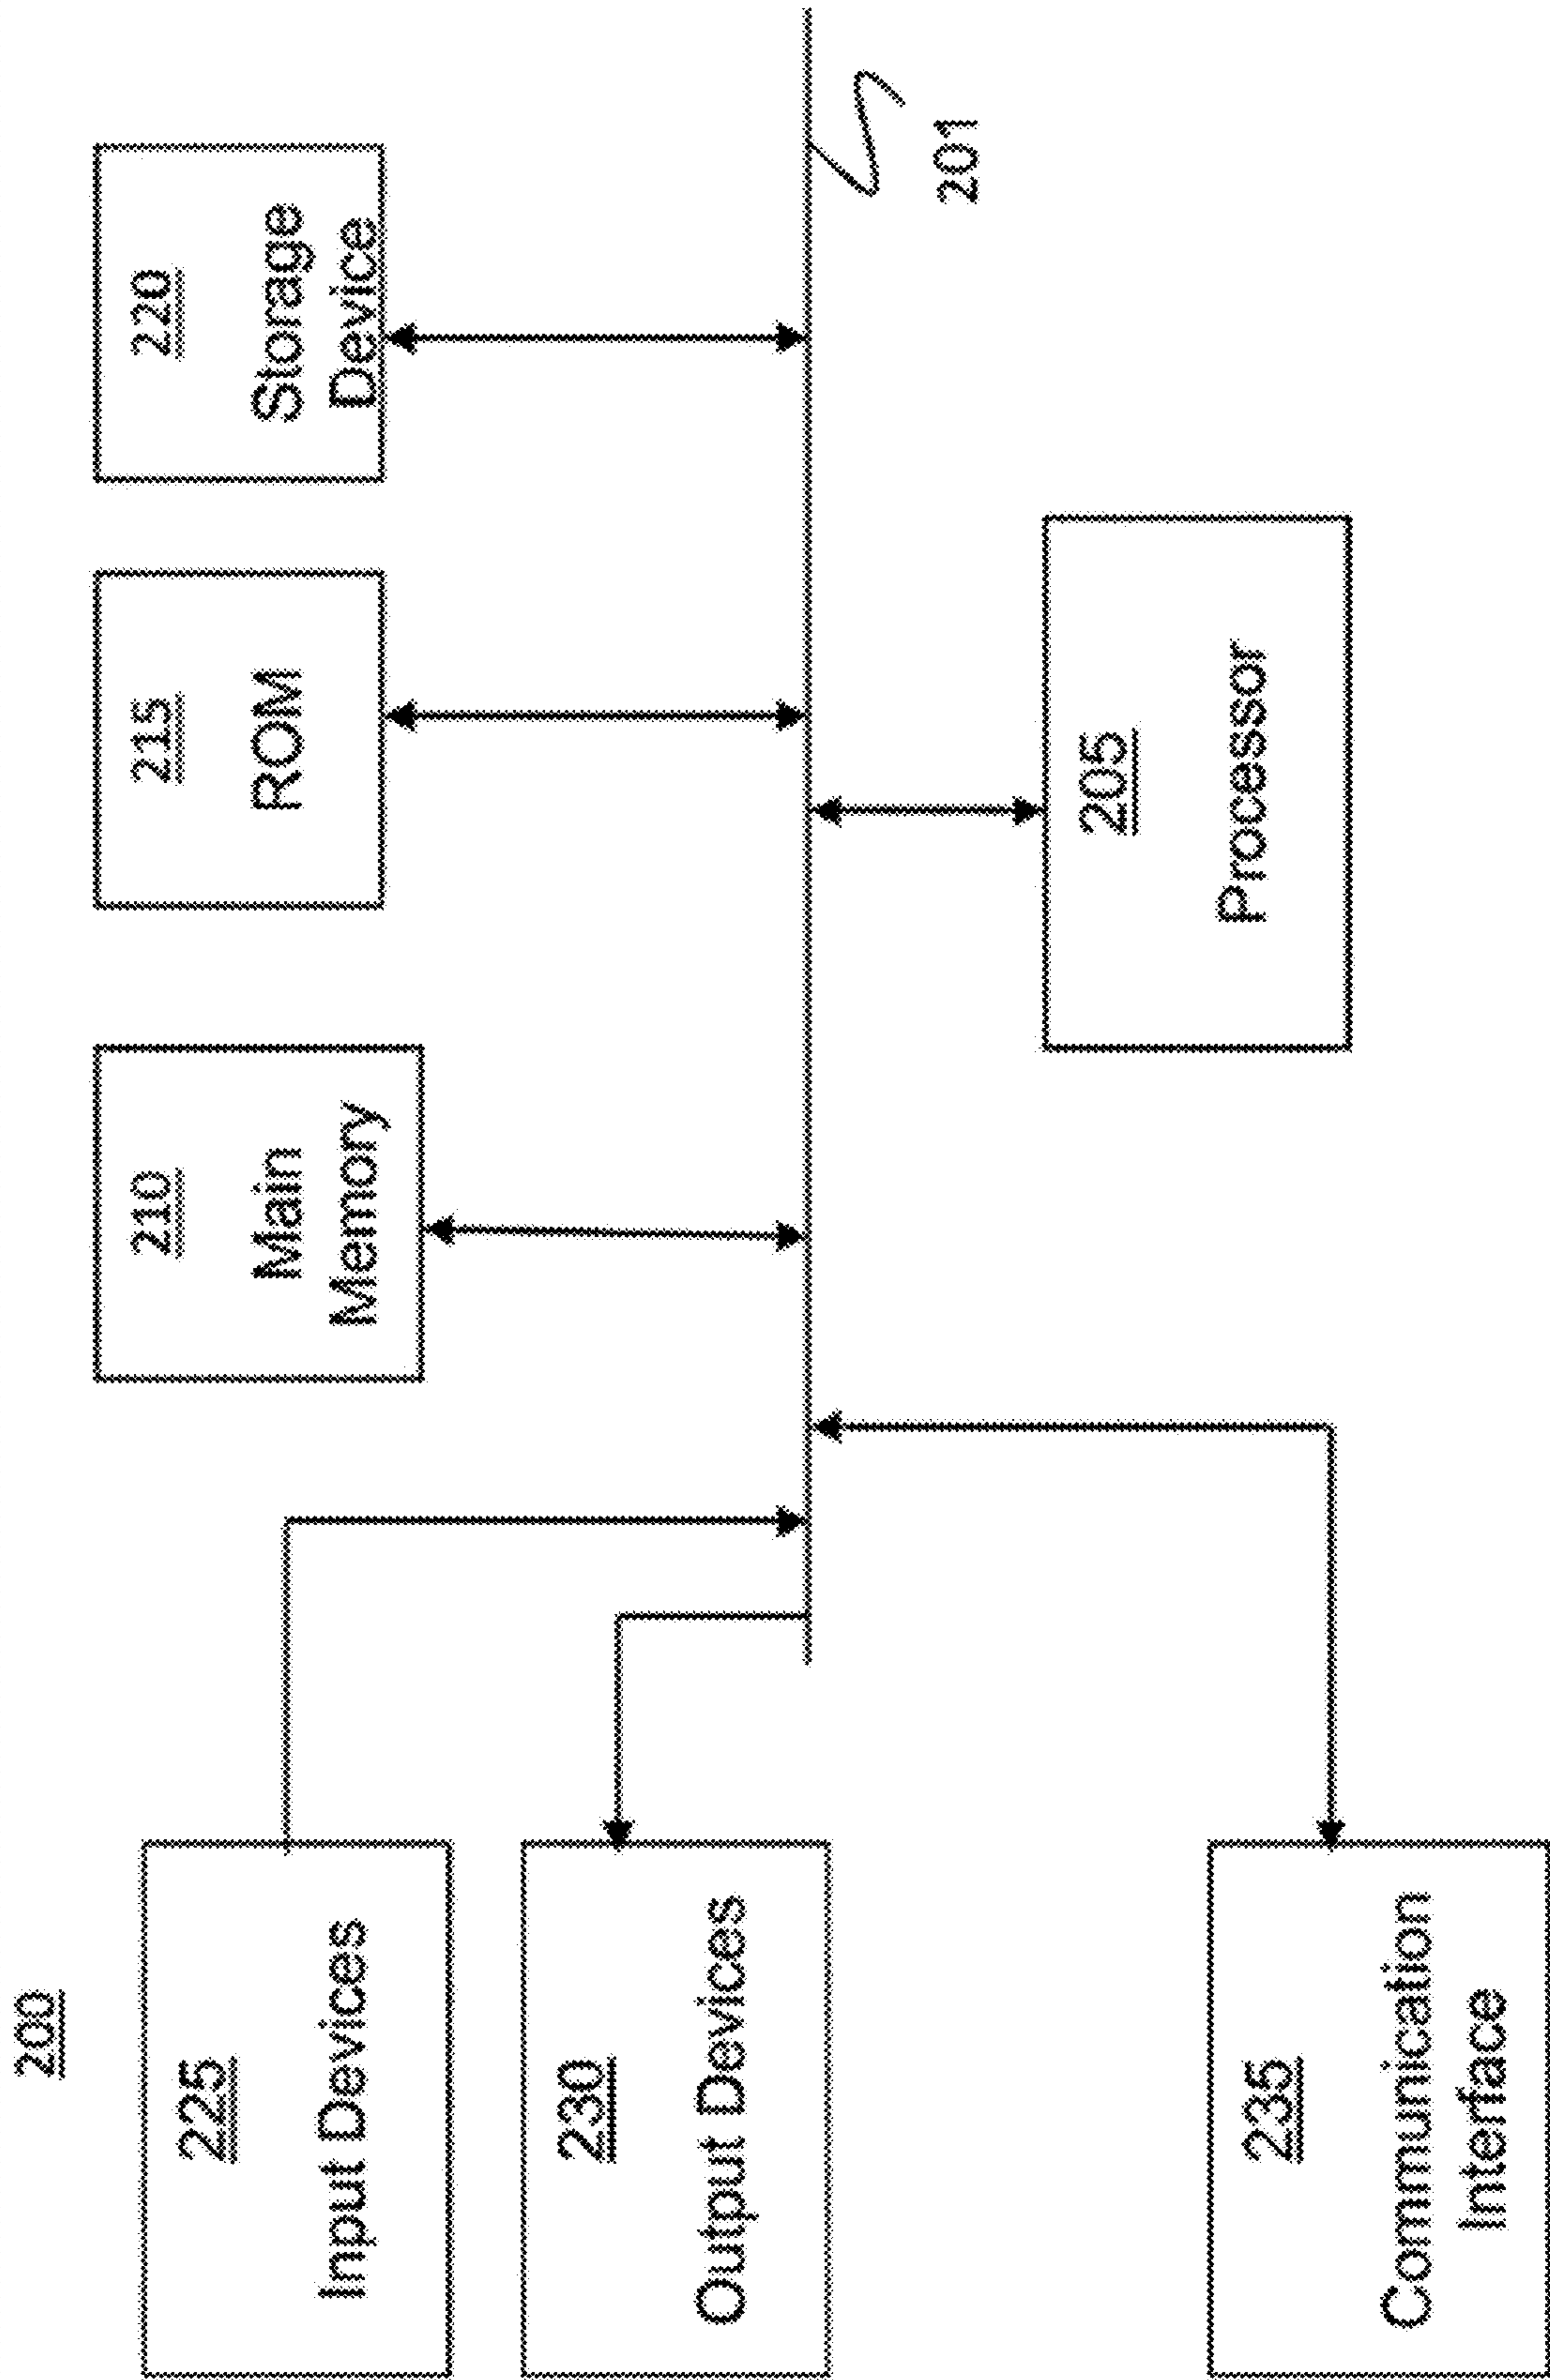 200
225
Input Devices
230
Output Devices
235
Communication
Interface
210
Main
Memory
215
ROM
220
Storage
Device
205
Processor
201